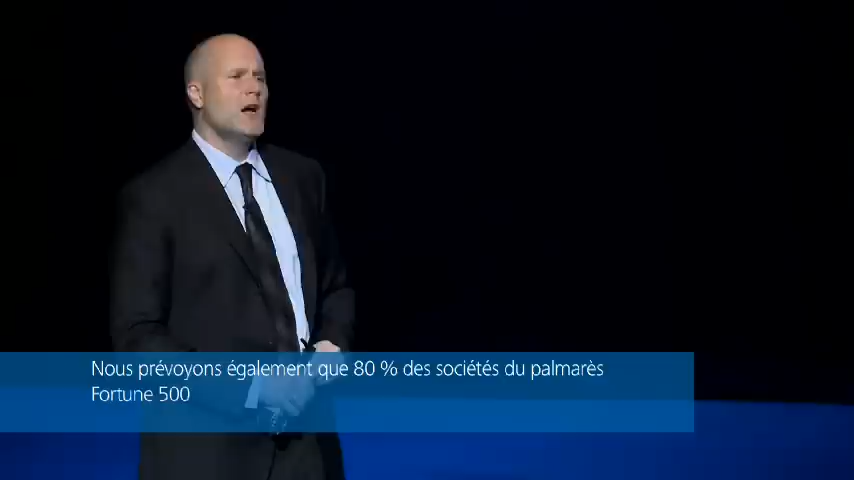 Nous prévoyons également que 80 % des sociétés du palmarès
Fortune 500